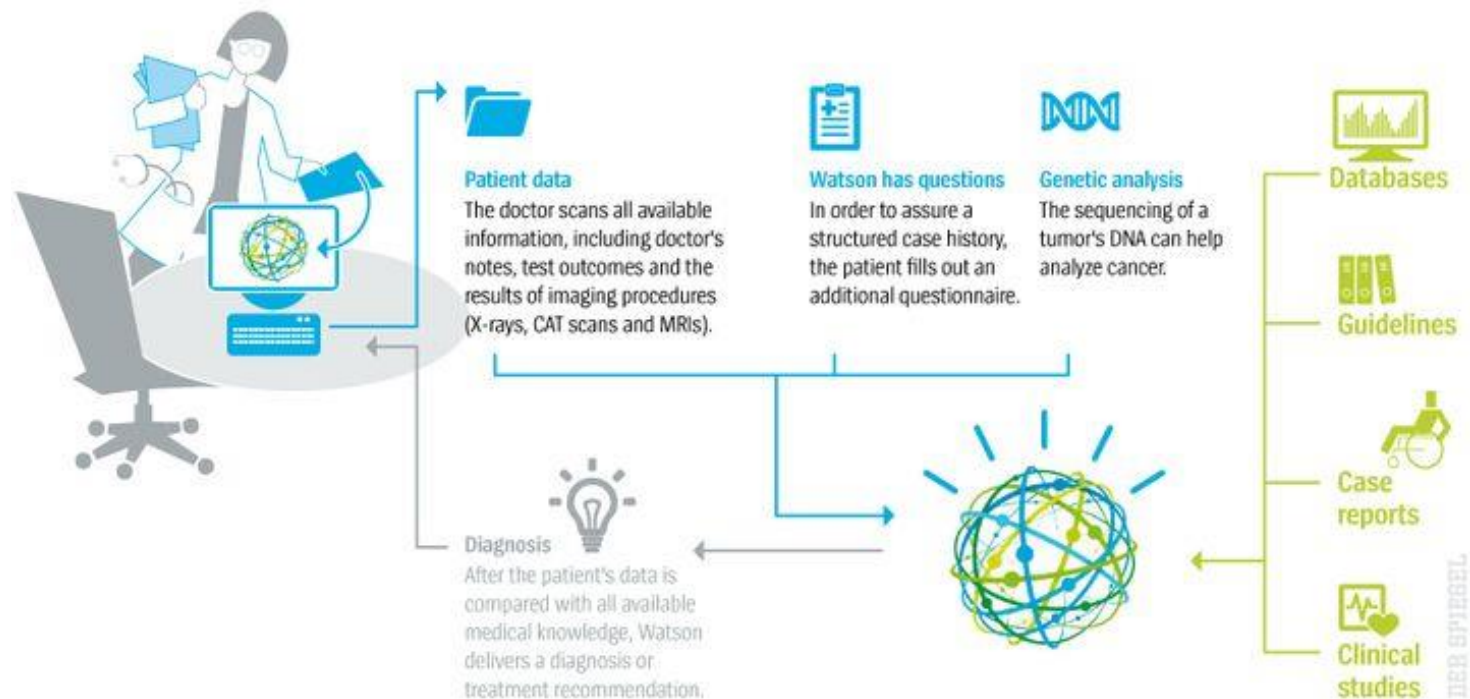 Patient data
The doctor scans all available
information, including doctor's
notes, test outcomes and the
results of imaging procedures
(X-rays, CAT scans and MRIs).
Watson has questions
In order to assure a
structured case history,
the patient fills out an
additional questionnaire.
Genetic analysis
The sequencing of a
tumor's DNA can help
analyze cancer.
Databases
Guidelines
Case
reports
Clinical
studies
Diagnosis
After the patient's data is
compared with all available
medical knowledge, Watson
delivers a diagnosis or
treatment recommendation.
DER SPIEGEL